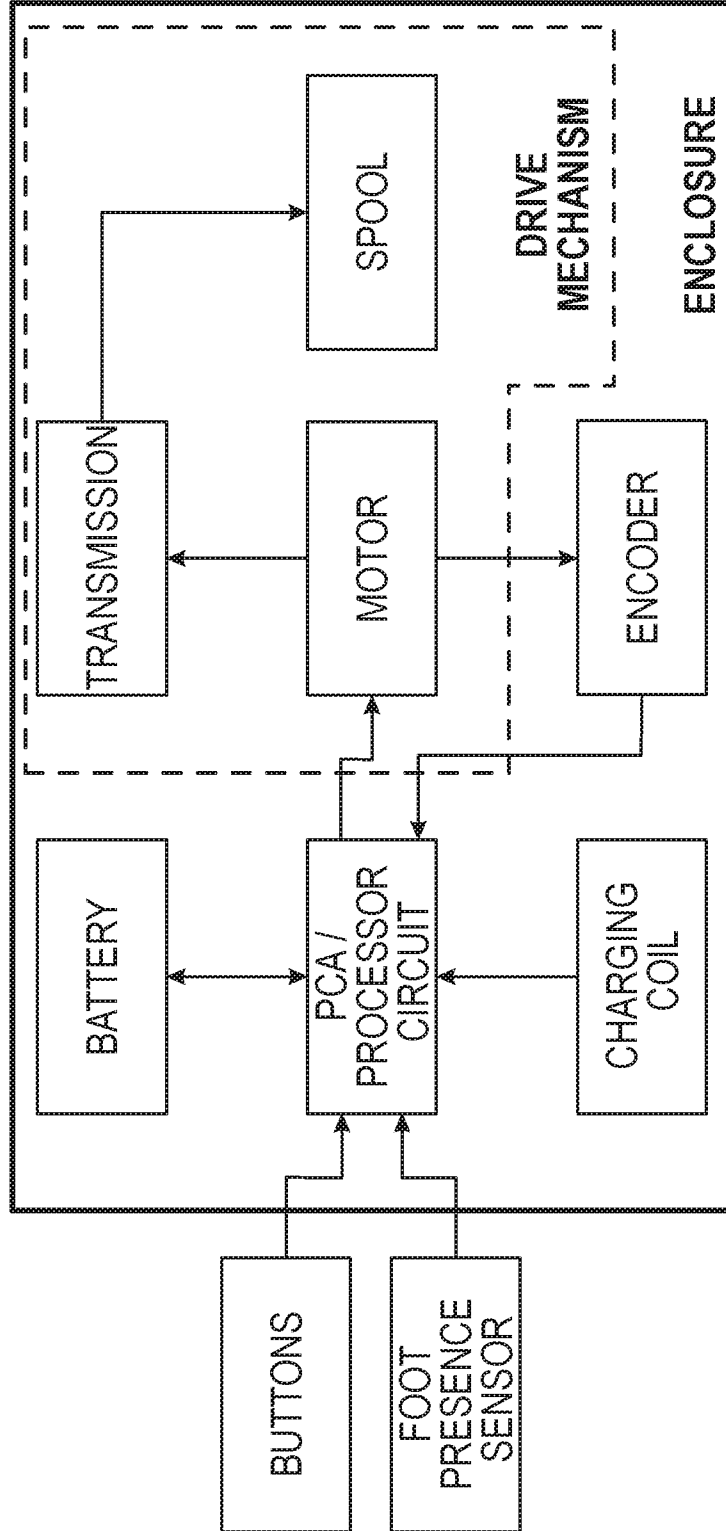 BUTTONS
FOOT
PRESENCE
SENSOR
BATTERY
PCA /
PROCESSOR
CIRCUIT
CHARGING
COIL
TRANSMISSION
MOTOR
ENCODER
SPOOL
DRIVE
MECHANISM
ENCLOSURE